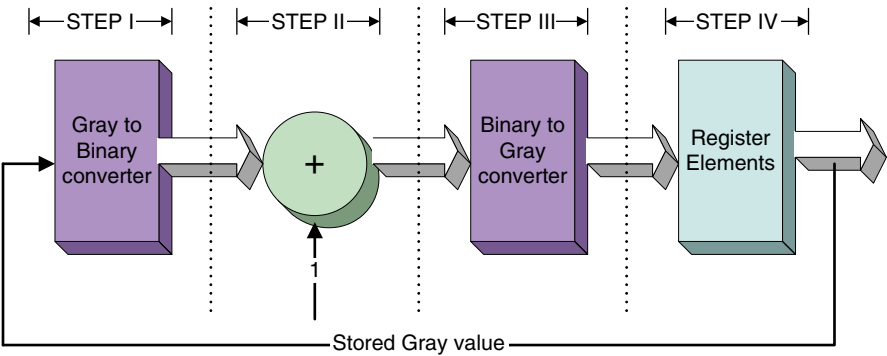 STEP I
STEP II
STEP III
STEP IV
Gray to
Binary
converter
+
1
Binary to
Gray
converter
Register
Elements
Stored Gray value